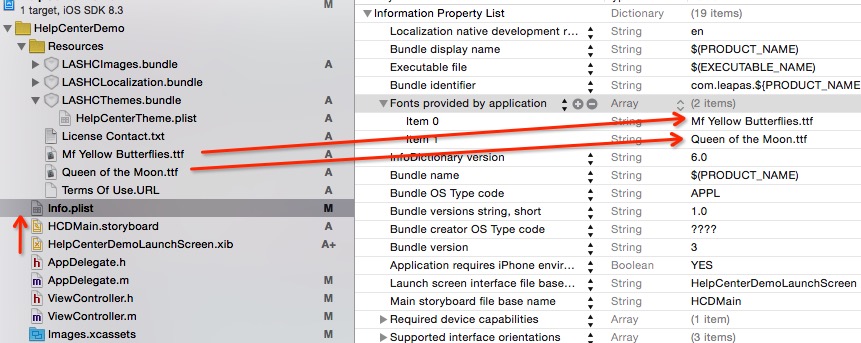 1 target, iOS SDK 8.3 M
HelpCenterDemo
Resources
LASHCImages.bundle A
LASHCLocalization.bundle A
LASHCThemes.bundle A
HelpCenterTheme.plist A
License Contact.txt A
Mf Yellow Butterflies.ttf A
Queen of the Moon.ttf A
Terms Of Use.URL A
Info.plist M
HCDMain.storyboard A
HelpCenterDemoLaunchScreen.xib A+
h AppDelegate.h
m AppDelegate.m M
h ViewController.h M
m ViewController.m M
Images.xcassets M
Information Property List Dictionary (19 items)
Localization native development r... String en
Bundle display name String $(PRODUCT_NAME)
Executable file String $(EXECUTABLE_NAME)
Bundle identifier String com.leapas.${PRODUCT_NAME
Fonts provided by application Array (2 items)
Item 0 String Mf Yellow Butterflies.ttf
Item 1 String Queen of the Moon.ttf
InfoDictionary version String 6.0
Bundle name String $(PRODUCT_NAME)
Bundle OS Type code String APPL
Bundle versions string, short String 1.0
Bundle creator OS Type code String ????
Bundle version String 3
Application requires iPhone envir... Boolean YES
Launch screen interface file base... String HelpCenterDemoLaunchScreen
Main storyboard file base name String HCDMain
Required device capabilities Array (1 item)
Supported interface orientations Array (3 items)